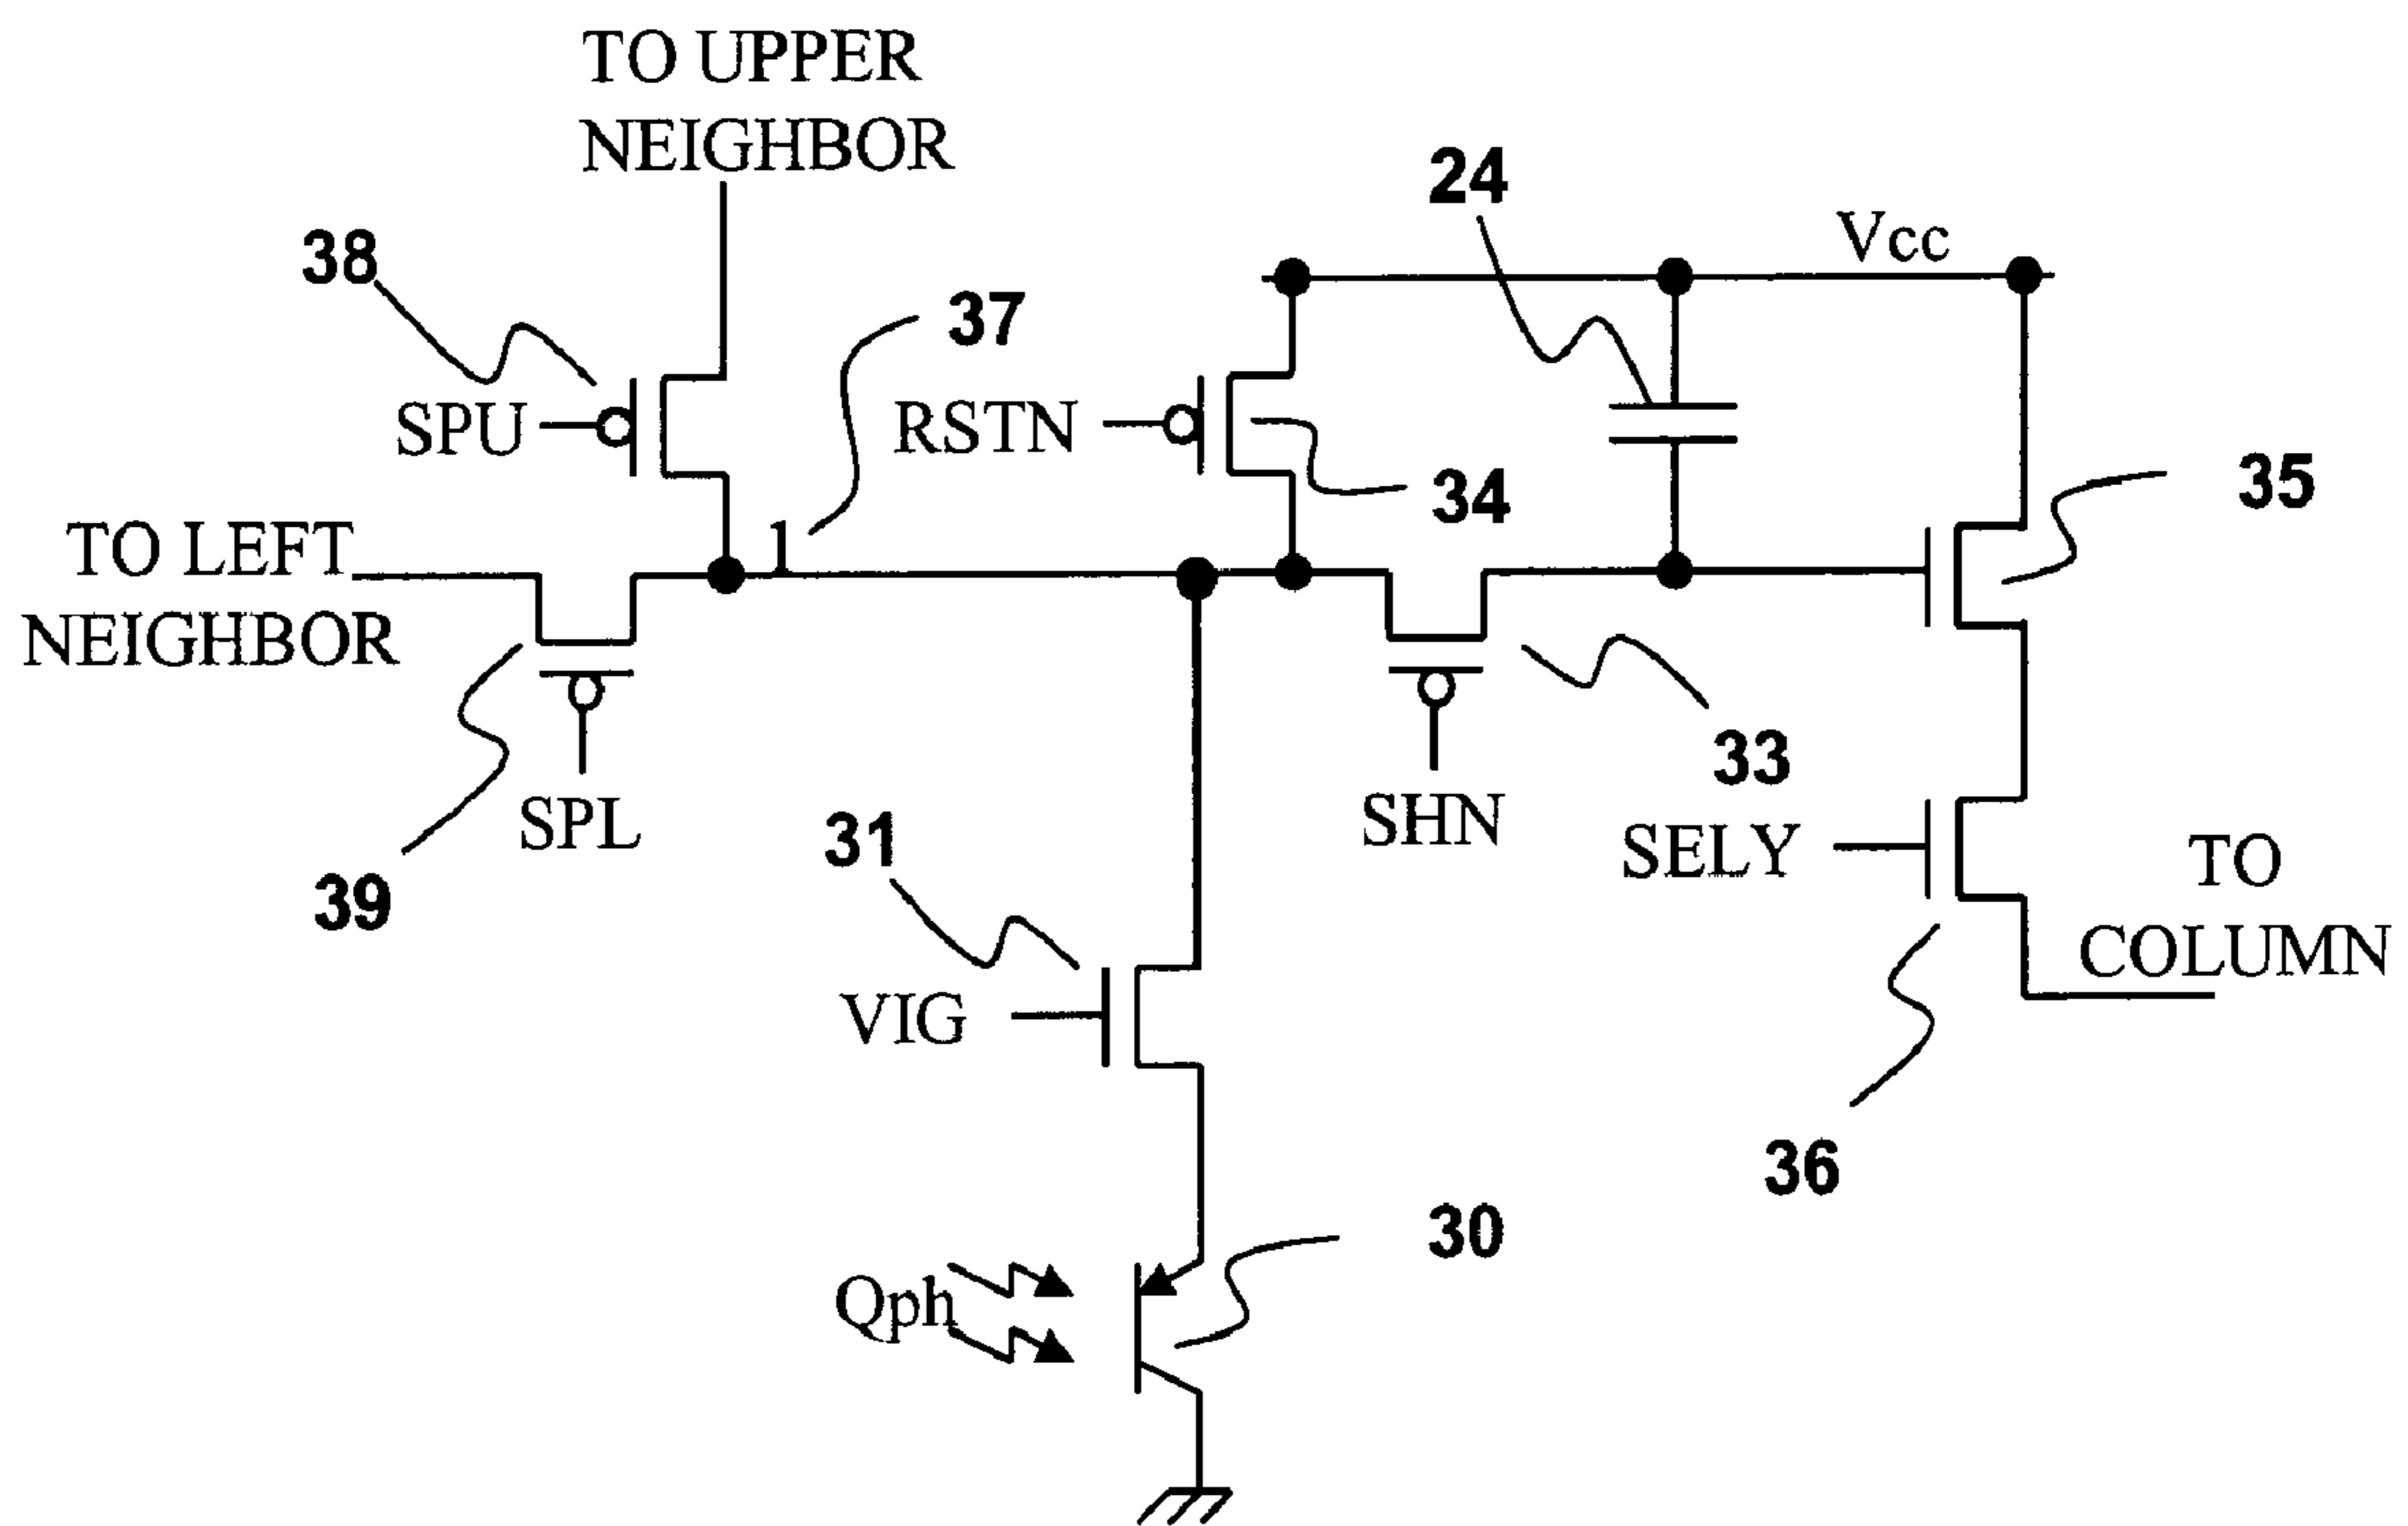 TO UPPER
NEIGHBOR
24
Vcc
38
37
SPU
RSTN
34
35
TO LEFT
NEIGHBOR
1
33
SPL
SHN
31
SELY
TO
COLUMN
39
VIG
36
30
Qph